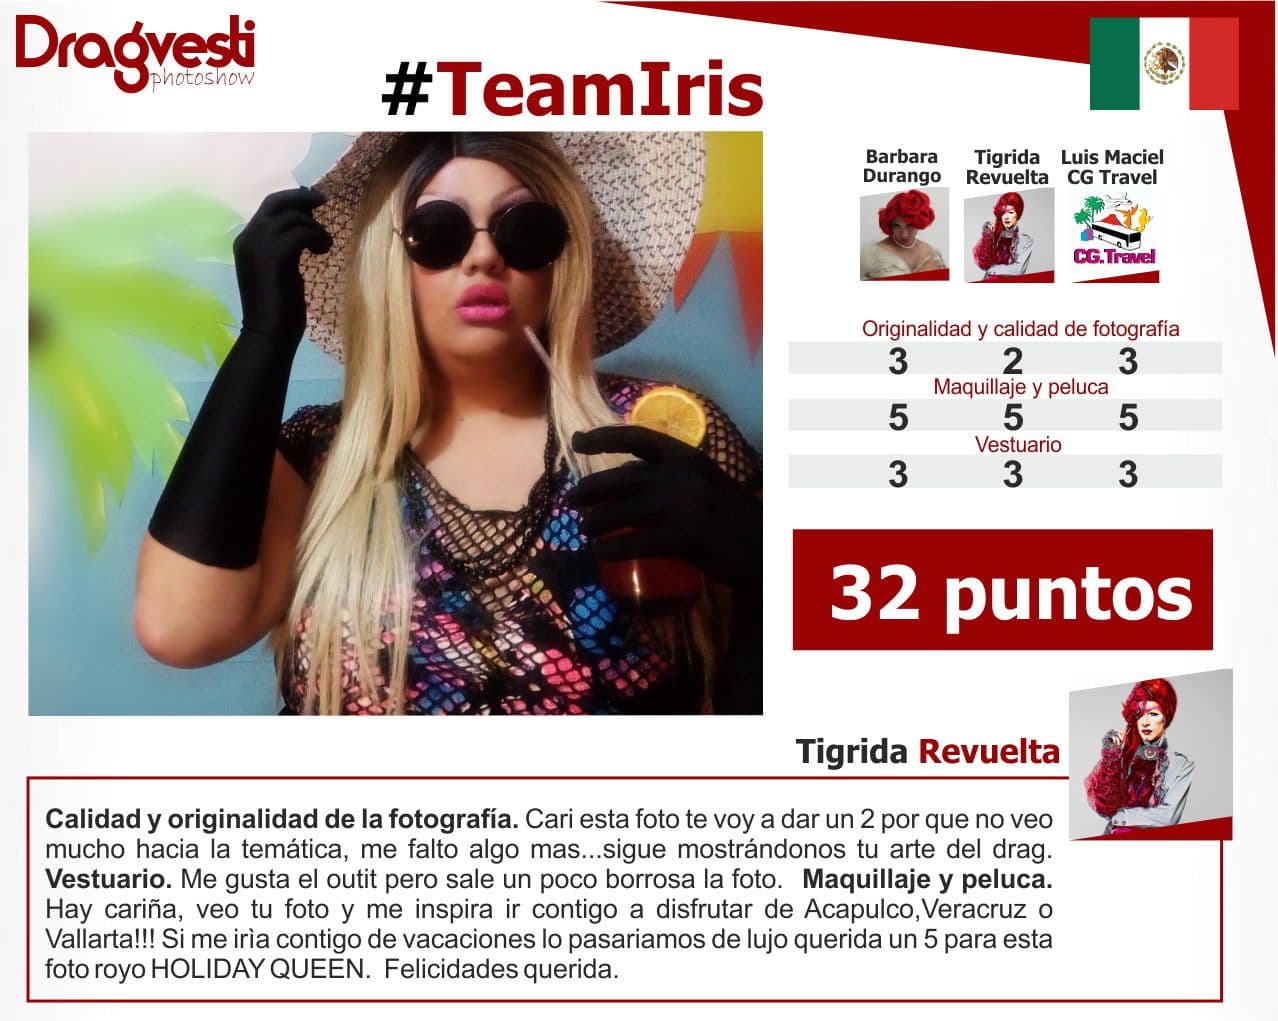 Dragvesti
photoshow
#TeamIris
Barbara Durango
Tigrida Revuelta
Luis Maciel CG Travel
CG.Travel
Originalidad y calidad de fotografía
3 2 3
Maquillaje y peluca
5 5 5
Vestuario
3 3 3
32 puntos
Tigrida Revuelta
Calidad y originalidad de la fotografía. Cari esta foto te voy a dar un 2 por que no veo
mucho hacia la temática, me falto algo mas...sigue mostrándonos tu arte del drag.
Vestuario. Me gusta el outit pero sale un poco borrosa la foto. Maquillaje y peluca.
Hay cariña, veo tu foto y me inspira ir contigo a disfrutar de Acapulco,Veracruz o
Vallarta!!! Si me irìa contigo de vacaciones lo pasariamos de lujo querida un 5 para esta
foto royo HOLIDAY QUEEN. Felicidades querida.